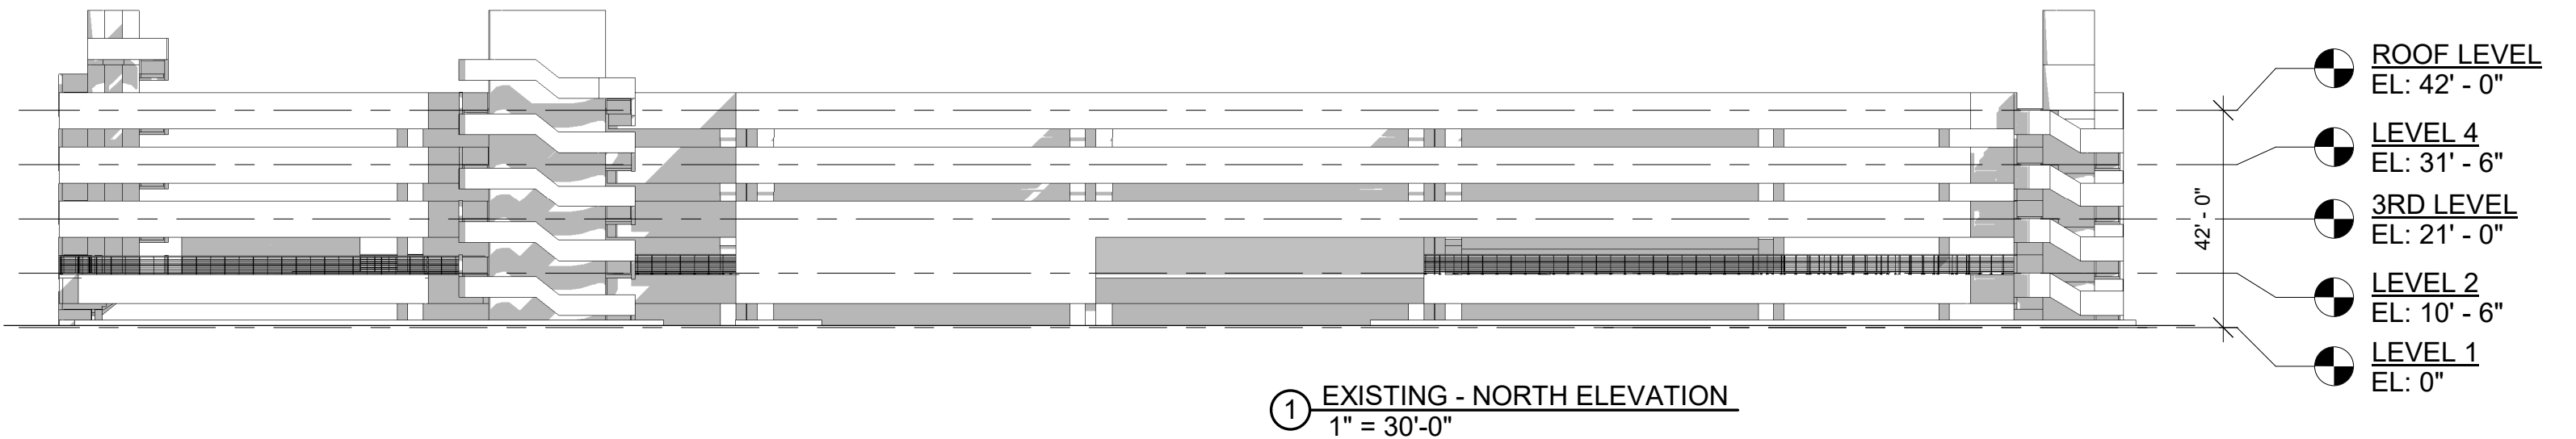 ROOF LEVEL
EL: 42' - 0"
LEVEL 4
EL: 31' - 6"
3RD LEVEL
EL: 21' - 0"
42' - 0"
LEVEL 2
EL: 10' - 6"
LEVEL 1
EL: 0"
1 EXISTING - NORTH ELEVATION
1" = 30'-0"